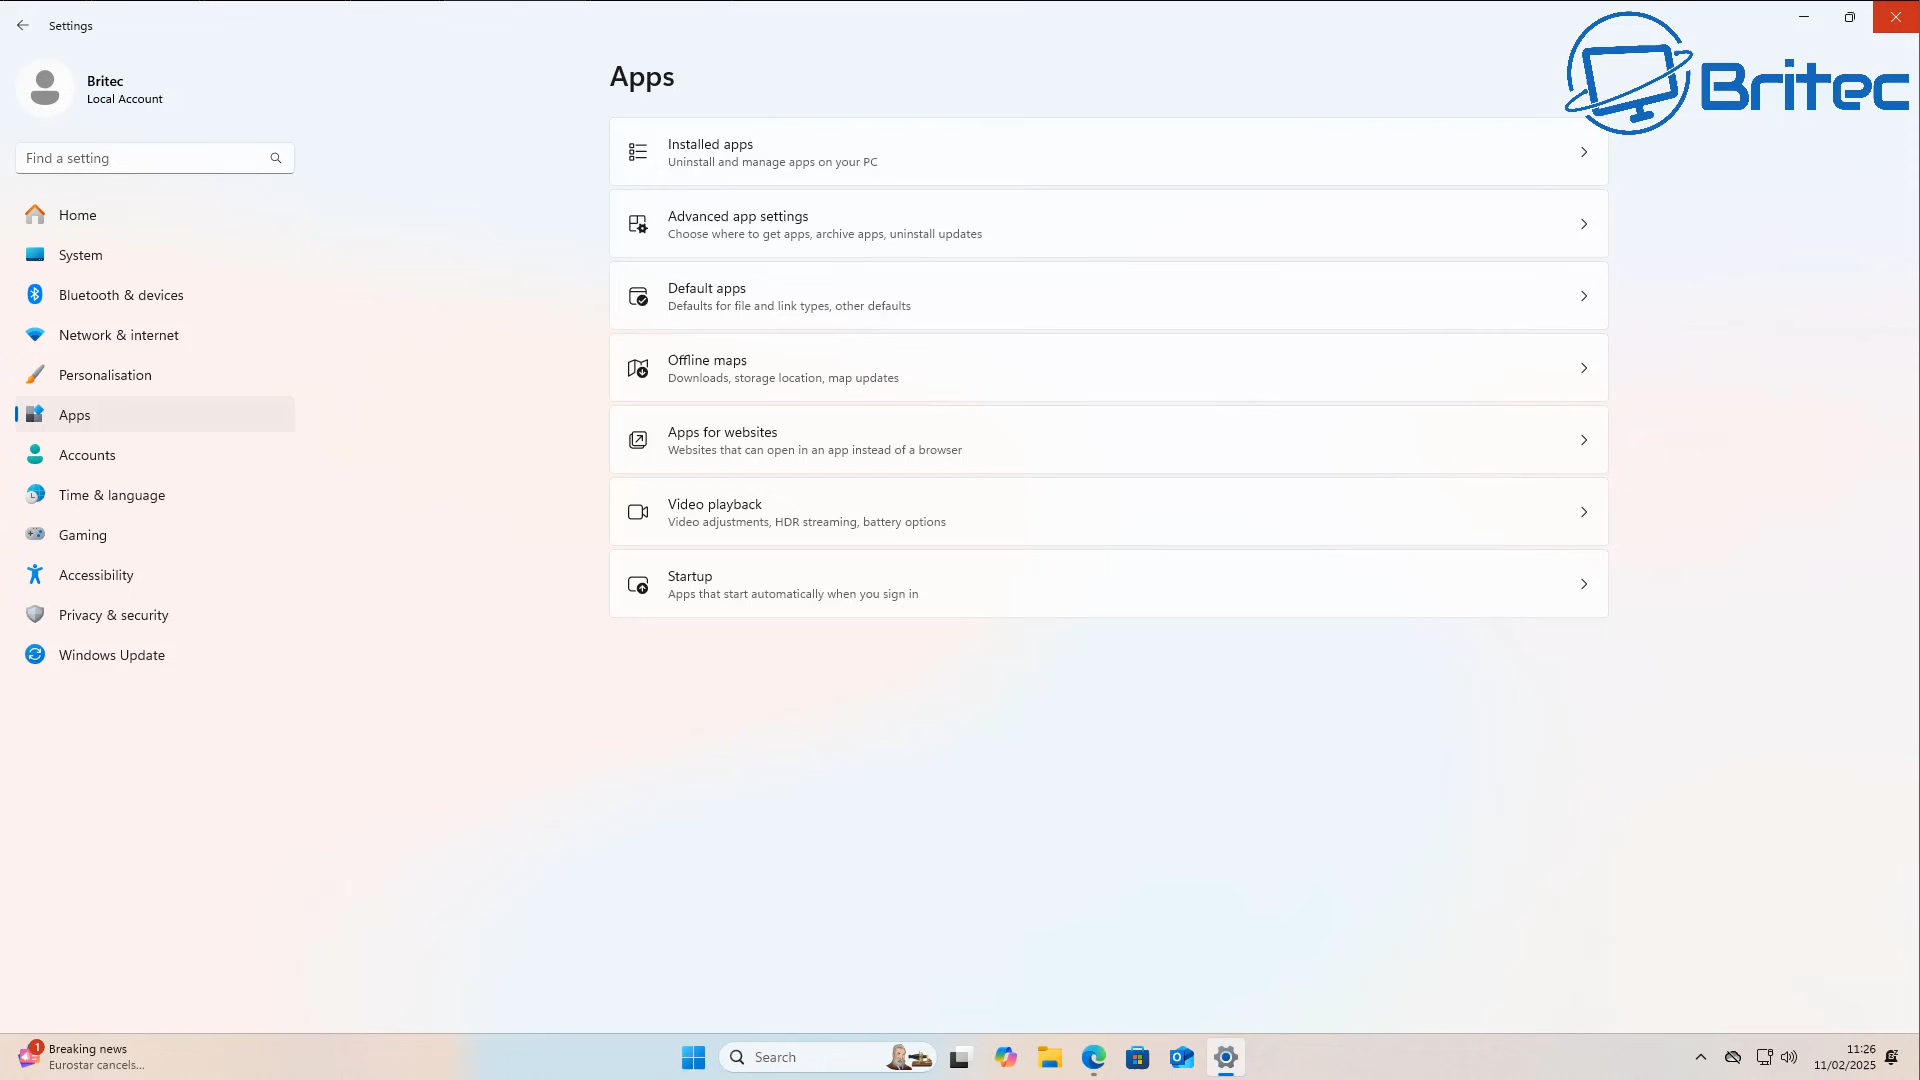 Settings
Britec
Local Account
Find a setting
Home
System
Bluetooth & devices
Network & internet
Personalisation
Apps
Accounts
Time & language
Gaming
Accessibility
Privacy & security
Windows Update
Apps
Installed apps
Uninstall and manage apps on your PC
Advanced app settings
Choose where to get apps, archive apps, uninstall updates
Default apps
Defaults for file and link types, other defaults
Offline maps
Downloads, storage location, map updates
Apps for websites
Websites that can open in an app instead of a browser
Video playback
Video adjustments, HDR streaming, battery options
Startup
Apps that start automatically when you sign in
Britec
1
Breaking news
Eurostar cancels...
Search
11:26
11/02/2025